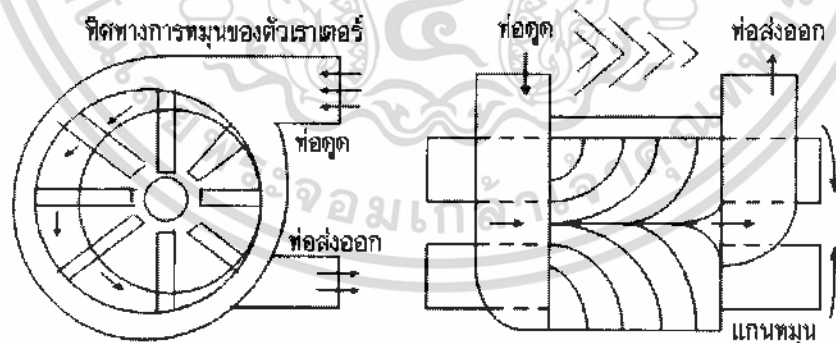 ทิศทางการหมุนของตัวเราเตอร์
ท่อดูด
ท่อส่งออก
ท่อดูด
ท่อส่งออก
แกนหมุน